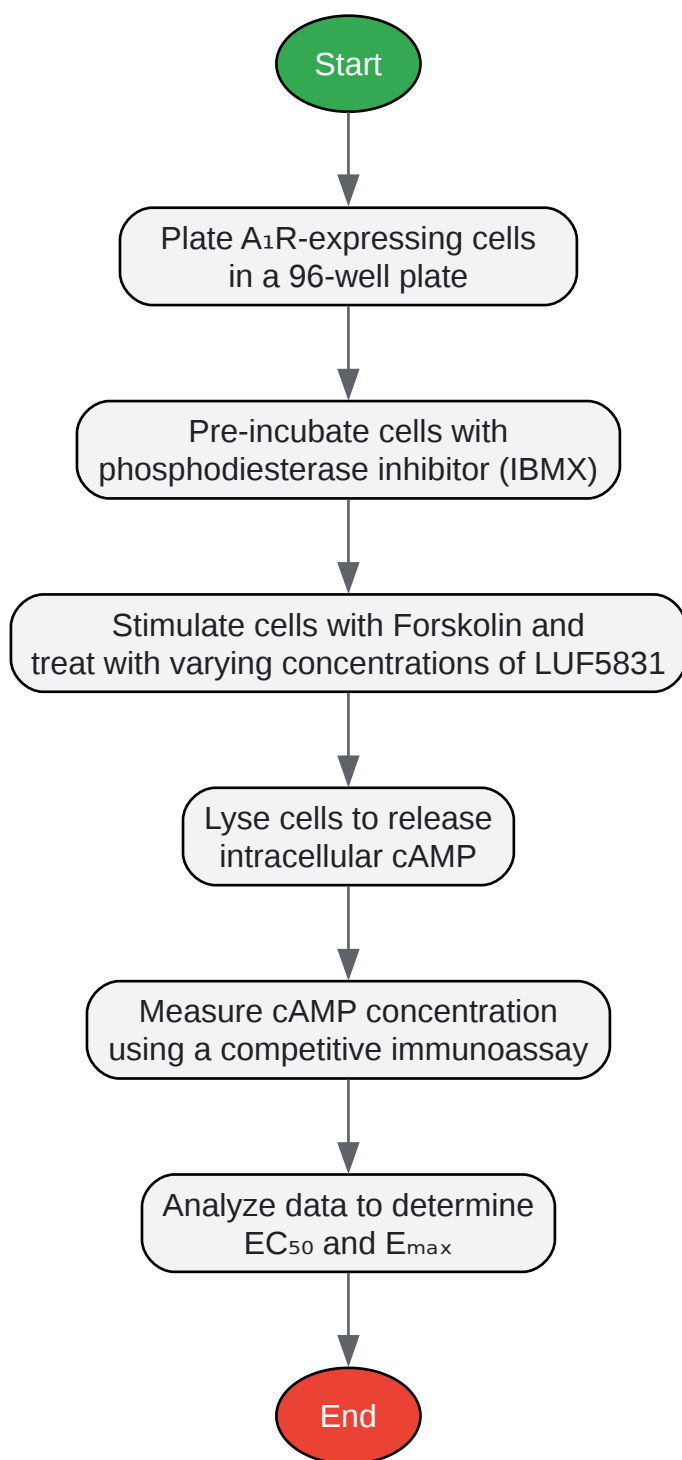 Start
Plate A₁R-expressing cells
in a 96-well plate
Pre-incubate cells with
phosphodiesterase inhibitor (IBMX)
Stimulate cells with Forskolin and
treat with varying concentrations of LUF5831
Lyse cells to release
intracellular cAMP
Measure cAMP concentration
using a competitive immunoassay
Analyze data to determine
EC₅₀ and Eₘₐₓ
End